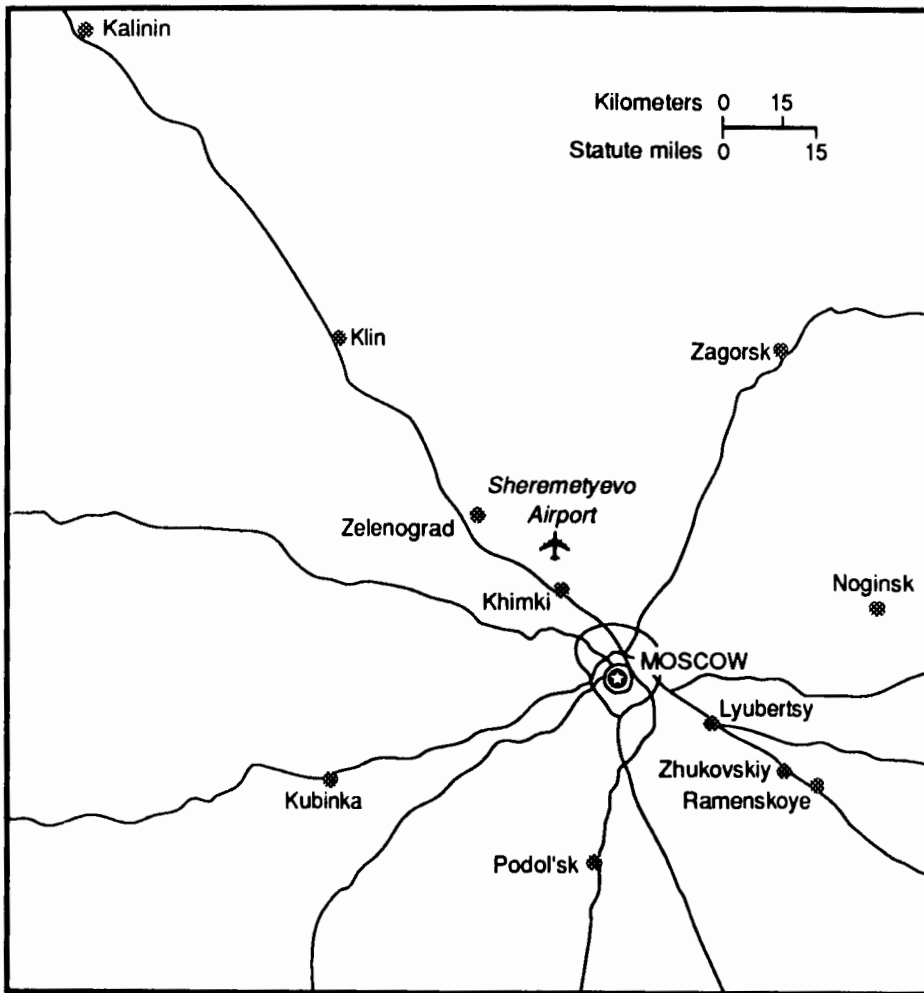 Kalinin
Kilometers 0 15
Statute miles 0 15
Klin
Zagorsk
Sheremetyevo
Airport
Zelenograd
Noginsk
Khimki
MOSCOW
Lyubertsy
Zhukovskiy
Ramenskoye
Kubinka
Podol'sk